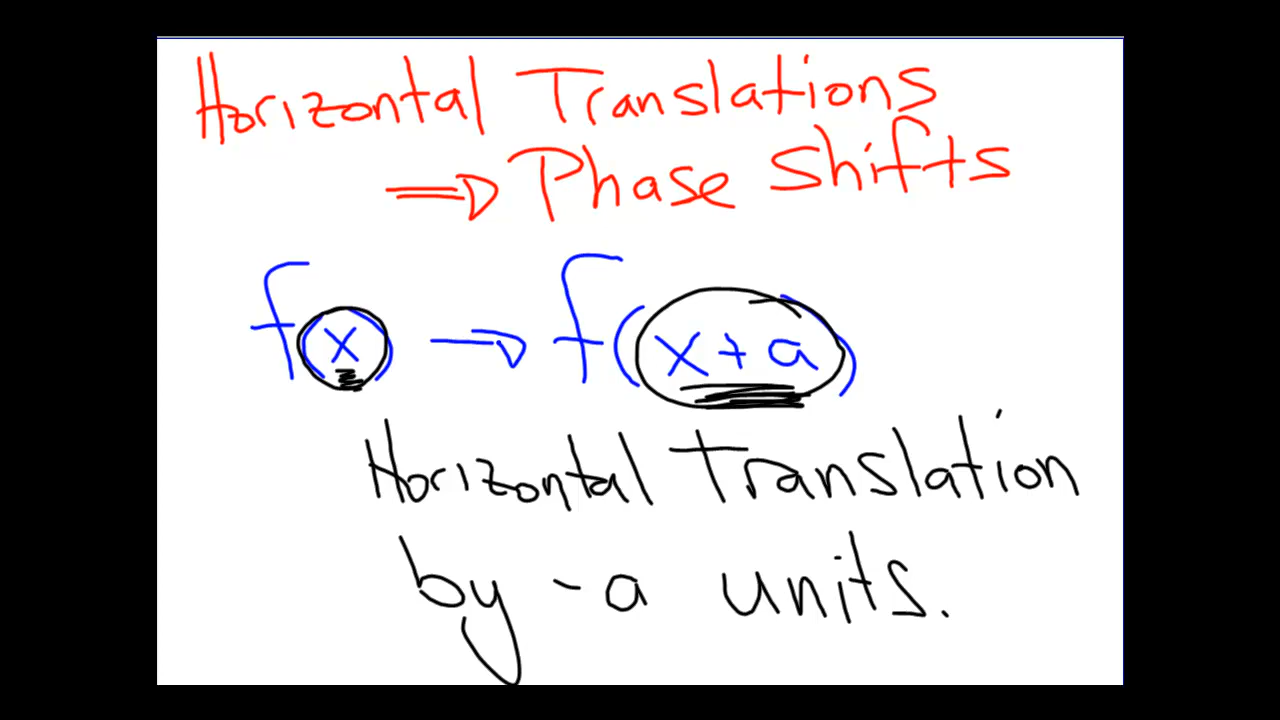 Horizontal Translations
⇒ Phase Shifts
f(x) → f(x+a)
Horizontal Translation
by -a units.